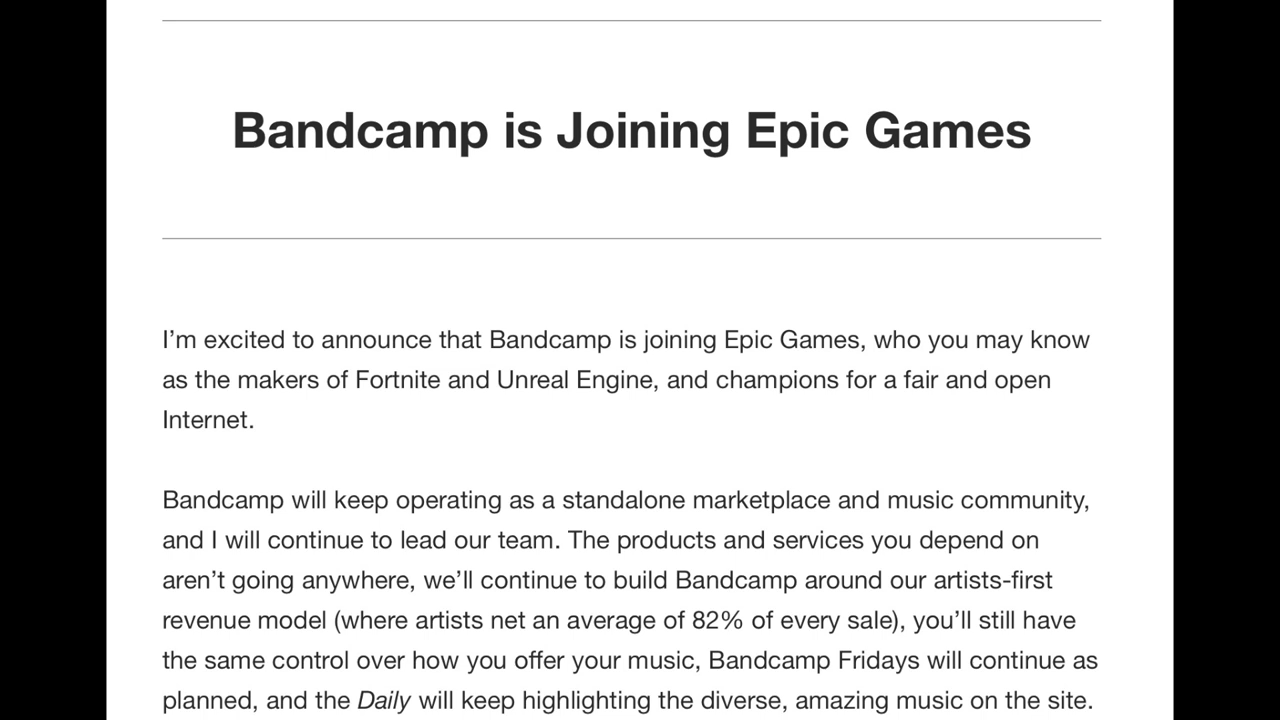 Bandcamp is Joining Epic Games
I’m excited to announce that Bandcamp is joining Epic Games, who you may know
as the makers of Fortnite and Unreal Engine, and champions for a fair and open
Internet.
Bandcamp will keep operating as a standalone marketplace and music community,
and I will continue to lead our team. The products and services you depend on
aren’t going anywhere, we’ll continue to build Bandcamp around our artists-first
revenue model (where artists net an average of 82% of every sale), you’ll still have
the same control over how you offer your music, Bandcamp Fridays will continue as
planned, and the Daily will keep highlighting the diverse, amazing music on the site.